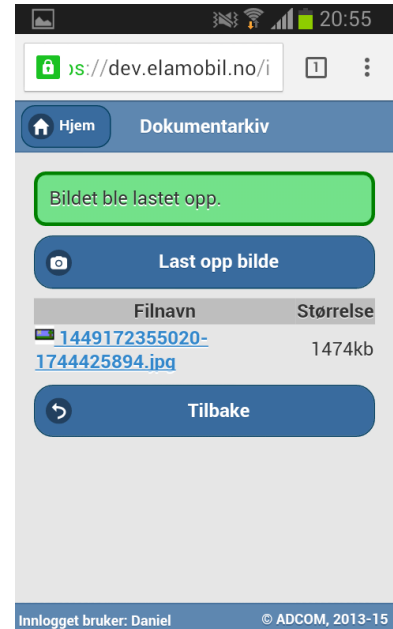 20:55
ps://dev.elamobil.no/i
1
Hjem
Dokumentarkiv
Bildet ble lastet opp.
Last opp bilde
Filnavn Størrelse
1449172355020-
1744425894.jpg
1474kb
Tilbake
Innlogget bruker: Daniel © ADCOM, 2013-15